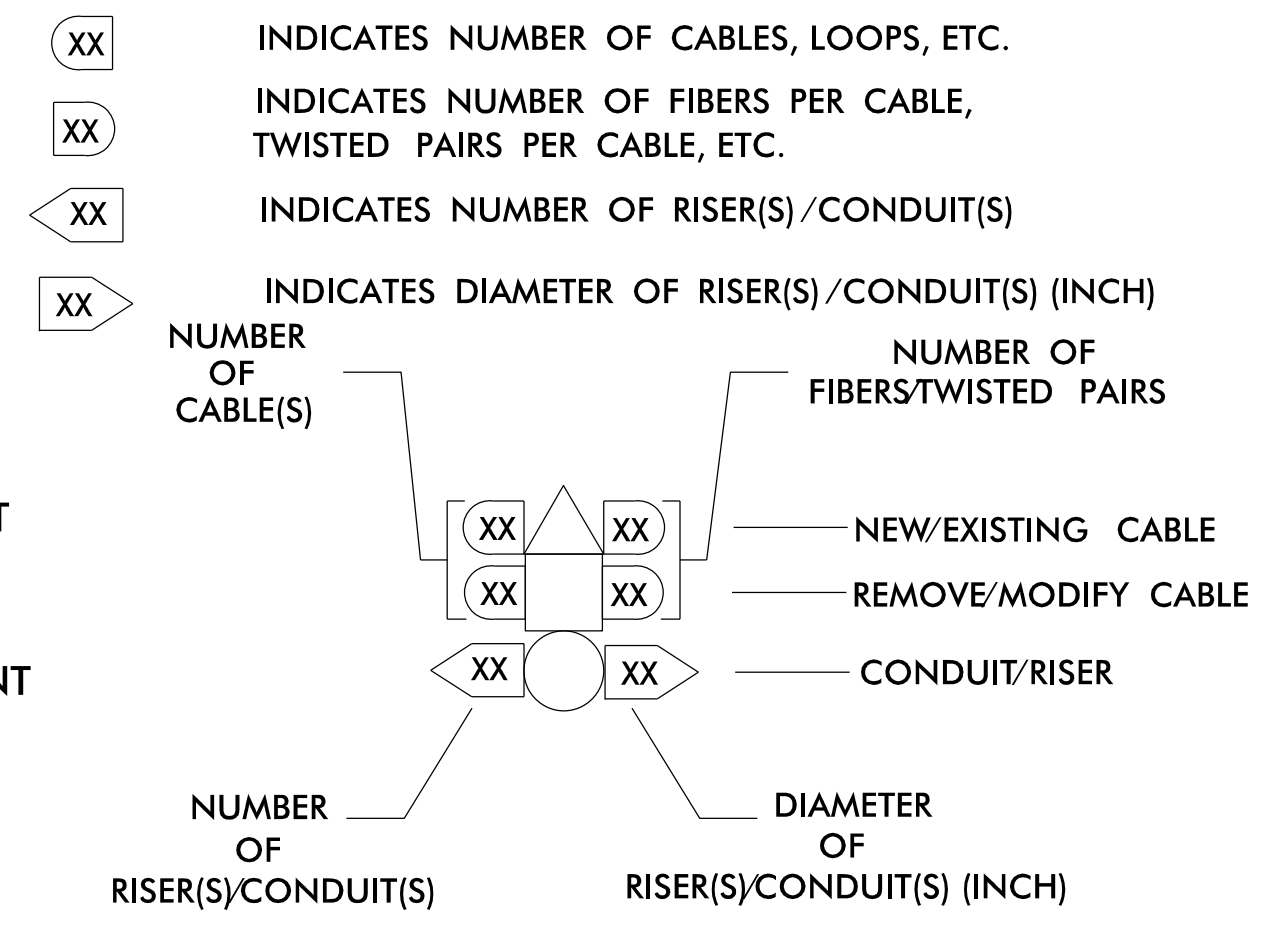 XX INDICATES NUMBER OF CABLES, LOOPS, ETC.
XX INDICATES NUMBER OF FIBERS PER CABLE,
TWISTED PAIRS PER CABLE, ETC.
XX INDICATES NUMBER OF RISER(S)/CONDUIT(S)
XX INDICATES DIAMETER OF RISER(S)/CONDUIT(S) (INCH)
NUMBER
OF
CABLE(S)
NUMBER OF
FIBERS/TWISTED PAIRS
T
XX XX NEW/EXISTING CABLE
XX XX REMOVE/MODIFY CABLE
NT
XX XX CONDUIT/RISER
NUMBER
OF
RISER(S)/CONDUIT(S)
DIAMETER
OF
RISER(S)/CONDUIT(S) (INCH)